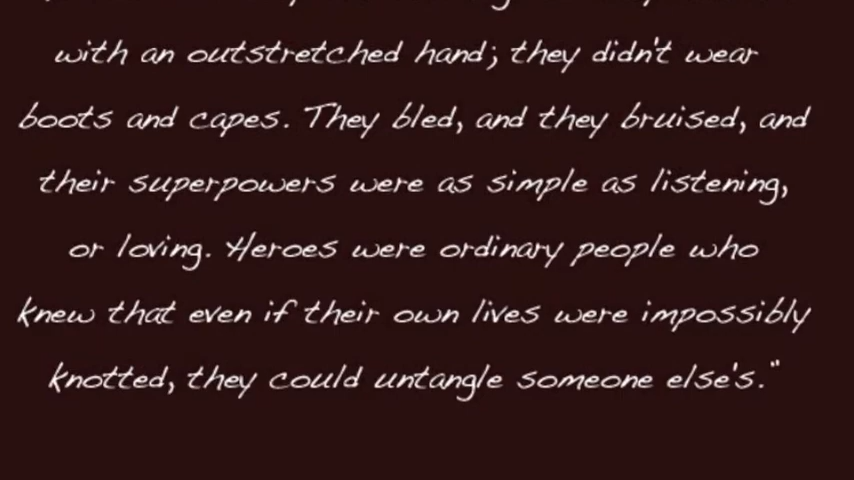 with an outstretched hand; they didn't wear
boots and capes. They bled, and they bruised, and
their superpowers were as simple as listening,
or loving. Heroes were ordinary people who
knew that even if their own lives were impossibly
knotted, they could untangle someone else's."